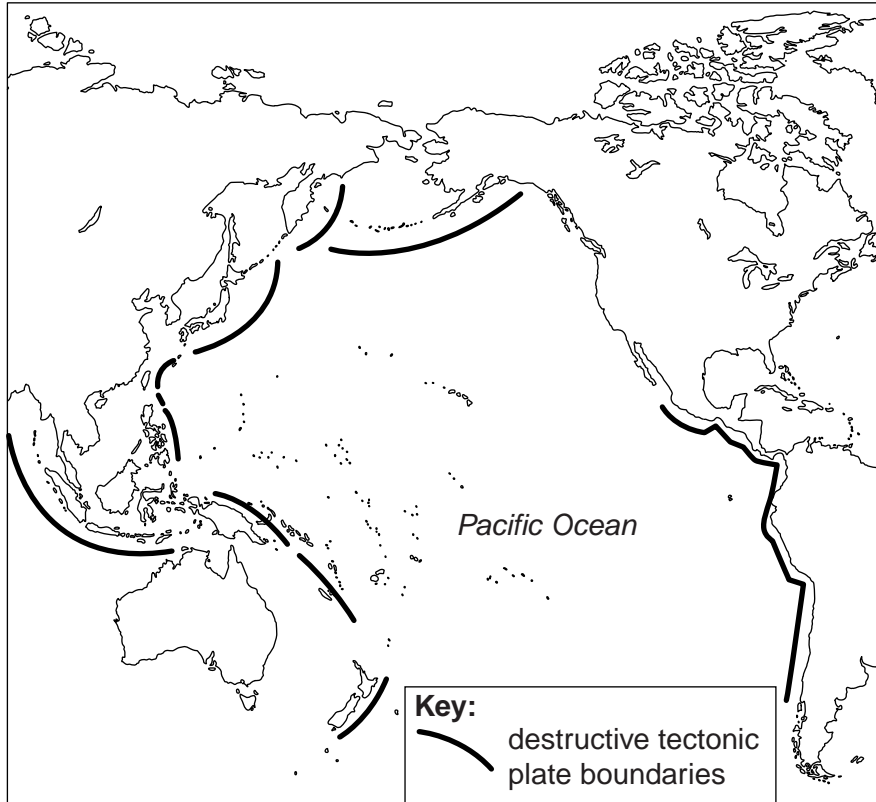 Pacific Ocean
Key:
destructive tectonic
plate boundaries